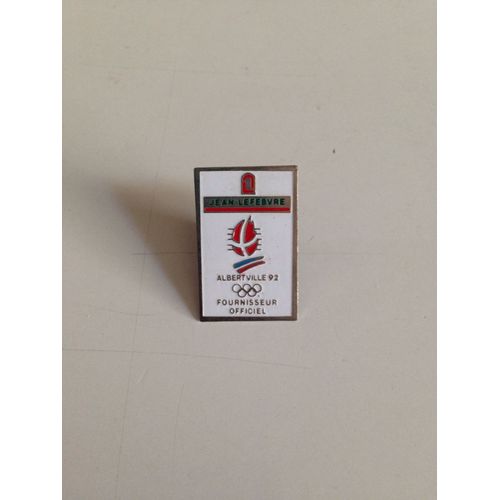 JEAN LEFEBVRE
ALBERTVILLE 92
FOURNISSEUR
OFFICIEL